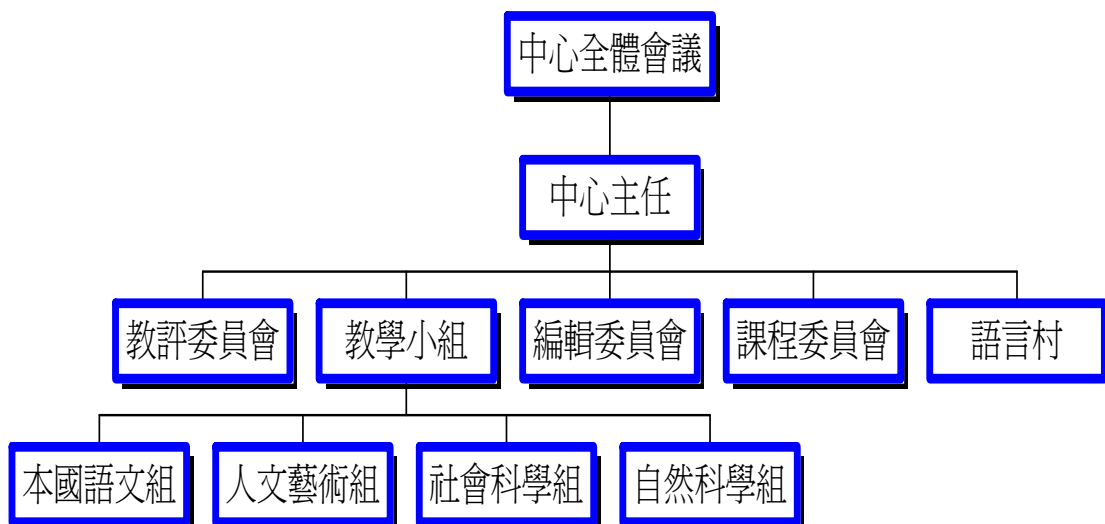 中心全體會議
中心主任
教評委員會
教學小組
編輯委員會
課程委員會
語言村
本國語文組
人文藝術組
社會科學組
自然科學組